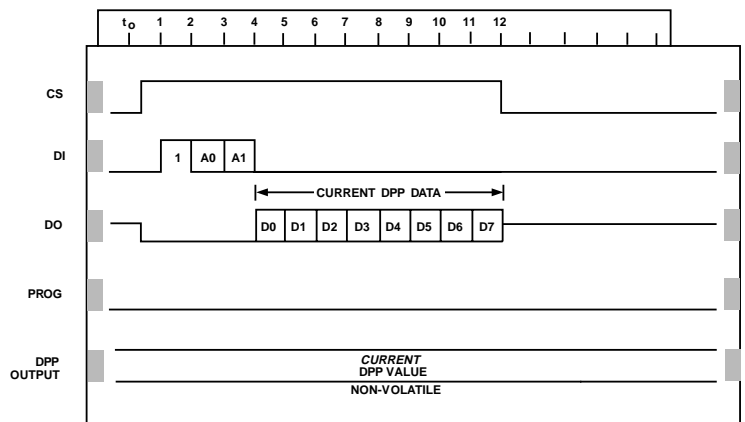 to 1 2 3 4 5 6 7 8 9 10 11 12
CS
DI 1 A0 A1
CURRENT DPP DATA
DO D0 D1 D2 D3 D4 D5 D6 D7
PROG
DPP
OUTPUT
CURRENT
DPP VALUE
NON-VOLATILE